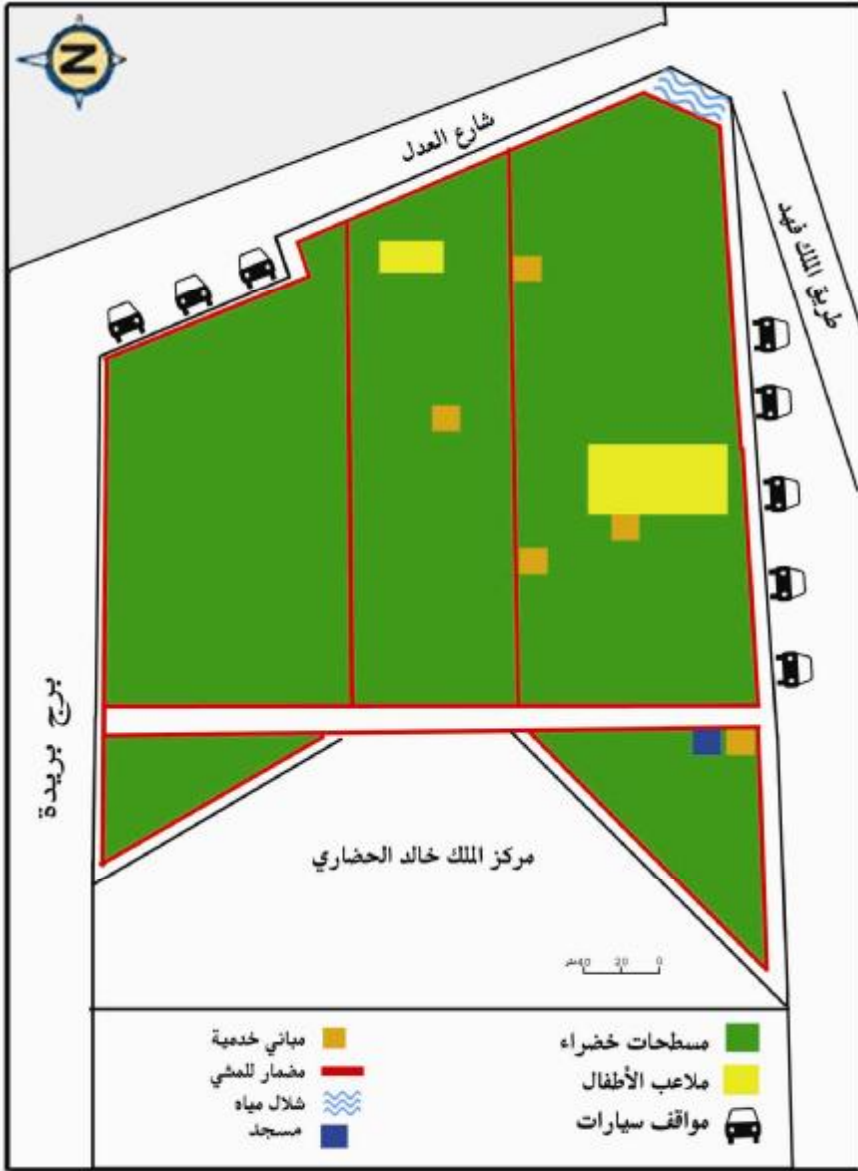 N
شارع العدل
طريق الملك فهد
برج بريدة
مركز الملك خالد الحضاري
0 20 40متر
مسطحات خضراء
ملاعب الأطفال
مواقف سيارات
مباني خدمية
مضمار للمشي
شلال مياه
مسجد